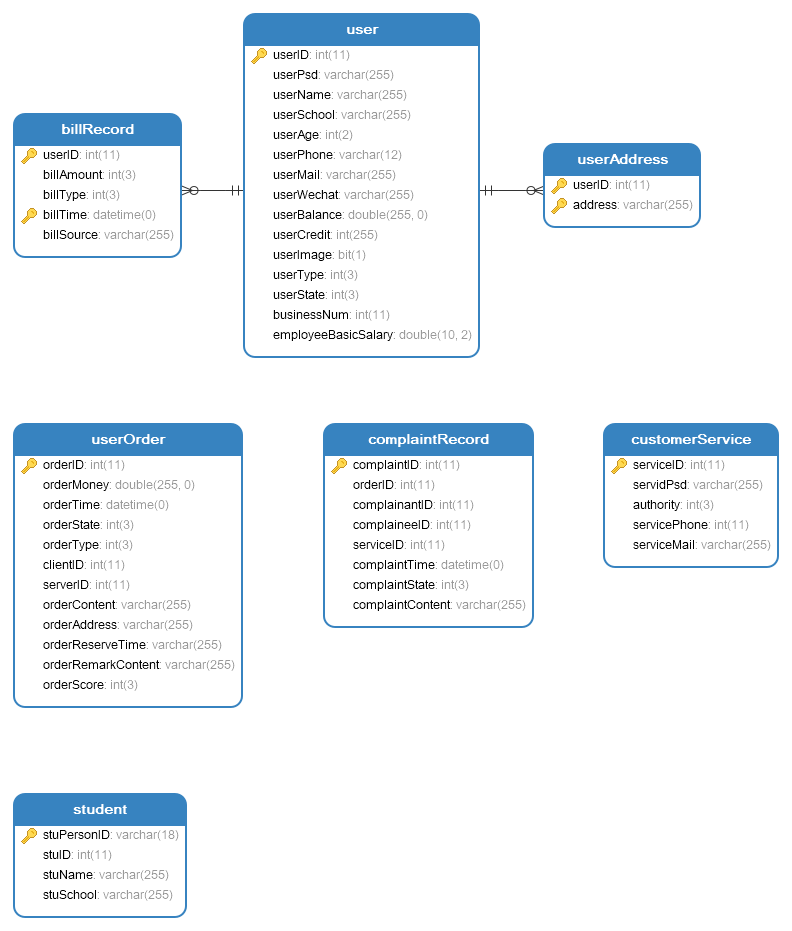 user
userID: int(11)
userPsd: varchar(255)
userName: varchar(255)
userSchool: varchar(255)
userAge: int(2)
userPhone: varchar(12)
userMail: varchar(255)
userWechat: varchar(255)
userBalance: double(255, 0)
userCredit: int(255)
userImage: bit(1)
userType: int(3)
userState: int(3)
businessNum: int(11)
employeeBasicSalary: double(10, 2)
billRecord
userID: int(11)
billAmount: int(3)
billType: int(3)
billTime: datetime(0)
billSource: varchar(255)
userAddress
userID: int(11)
address: varchar(255)
userOrder
orderID: int(11)
orderMoney: double(255, 0)
orderTime: datetime(0)
orderState: int(3)
orderType: int(3)
clientID: int(11)
serverID: int(11)
orderContent: varchar(255)
orderAddress: varchar(255)
orderReserveTime: varchar(255)
orderRemarkContent: varchar(255)
orderScore: int(3)
complaintRecord
complaintID: int(11)
orderID: int(11)
complainantID: int(11)
complaineeID: int(11)
serviceID: int(11)
complaintTime: datetime(0)
complaintState: int(3)
complaintContent: varchar(255)
customerService
serviceID: int(11)
servidPsd: varchar(255)
authority: int(3)
servicePhone: int(11)
serviceMail: varchar(255)
student
stuPersonID: varchar(18)
stuID: int(11)
stuName: varchar(255)
stuSchool: varchar(255)